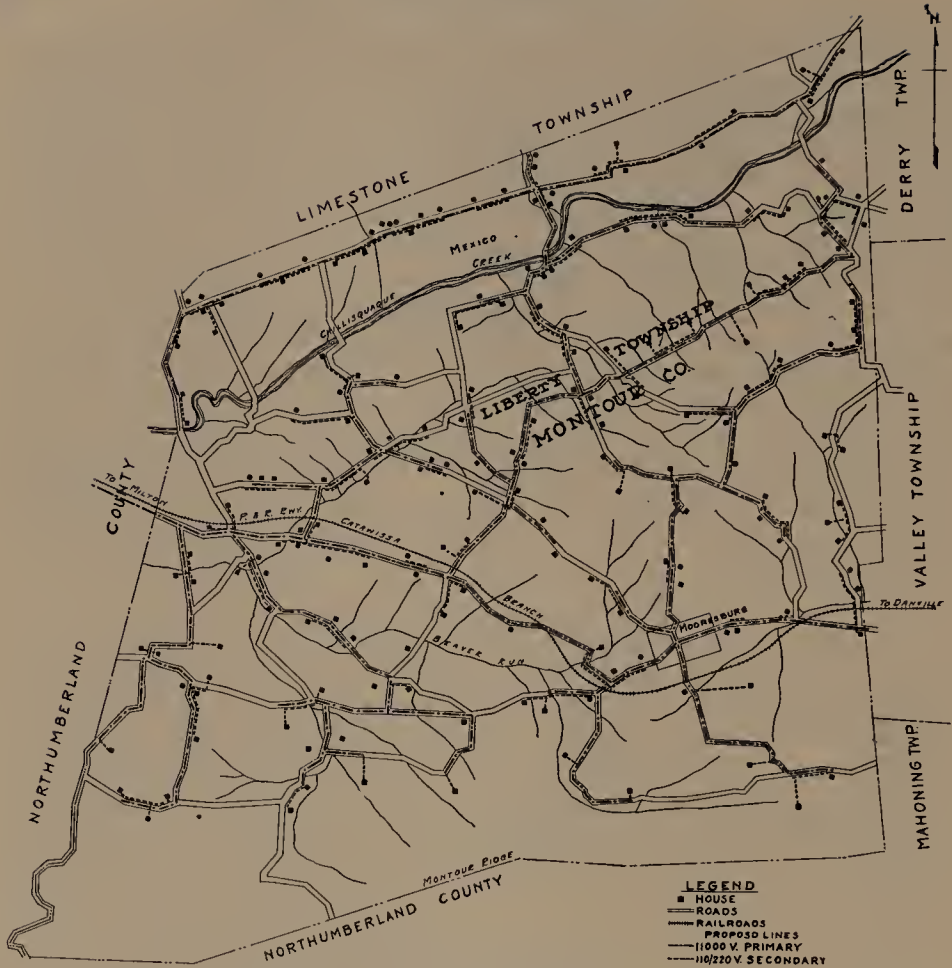 N
LIMESTONE TOWNSHIP
DERRY TWP.
MEXICO
CHILLISQUAQUE CREEK
LIBERTY TOWNSHIP
MONTOUR CO.
COUNTY
TO MILTON
P. & R. RWY.
CATAWISSA
BRANCH
VALLEY TOWNSHIP
TO DANVILLE
MOORESBURG
BEAVER RUN
NORTHUMBERLAND
MAHONING TWP.
MONTOUR RIDGE
NORTHUMBERLAND COUNTY
LEGEND
HOUSE
ROADS
RAILROADS
PROPOSD LINES
11000 V. PRIMARY
110/220 V. SECONDARY